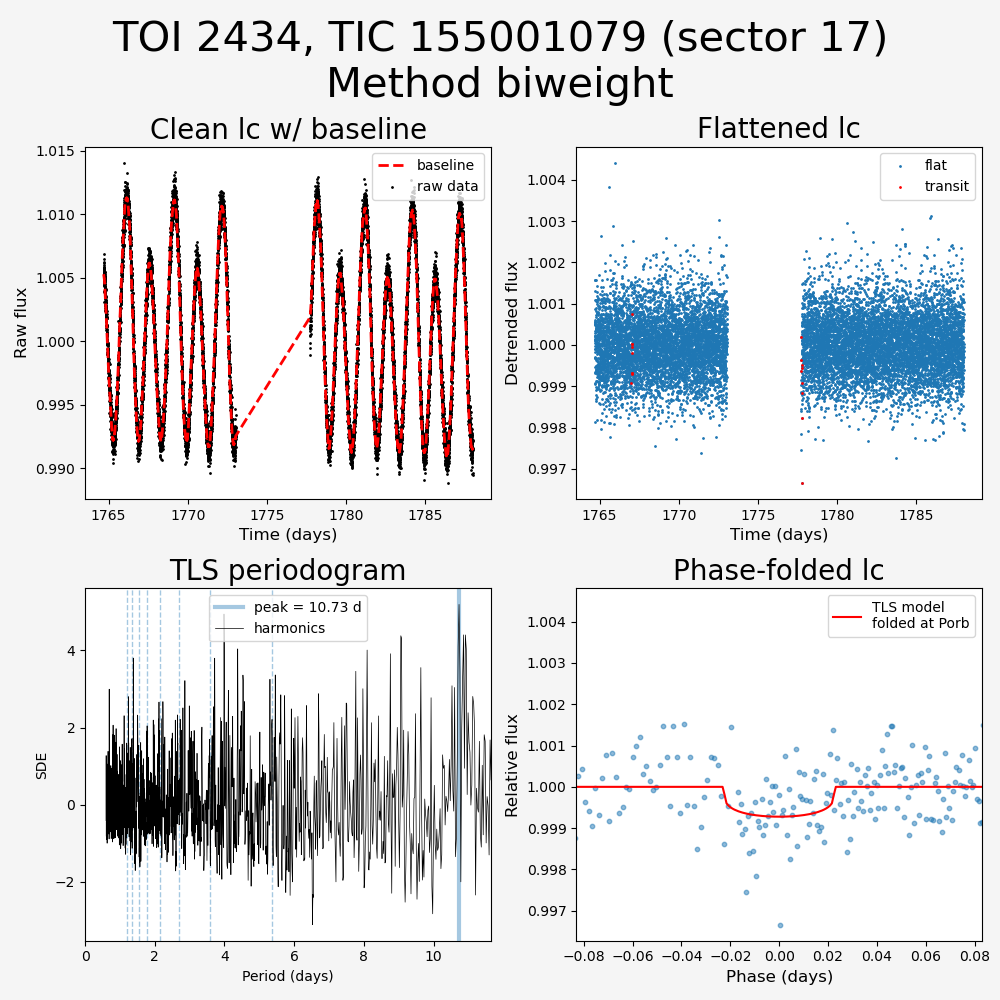 TOI 2434, TIC 155001079 (sector 17)
Method biweight
Clean lc w/ baseline
baseline
raw data
1.015
1.010
1.005
1.000
0.995
0.990
Raw flux
1765
1770
1775
1780
1785
Time (days)
Flattened lc
flat
transit
1.004
1.003
1.002
1.001
1.000
0.999
0.998
0.997
Detrended flux
1765
1770
1775
1780
1785
Time (days)
TLS periodogram
peak = 10.73 d
harmonics
4
2
0
−2
SDE
0
2
4
6
8
10
Period (days)
Phase-folded lc
TLS model
folded at Porb
1.004
1.003
1.002
1.001
1.000
0.999
0.998
0.997
Relative flux
−0.08
−0.06
−0.04
−0.02
0.00
0.02
0.04
0.06
0.08
Phase (days)